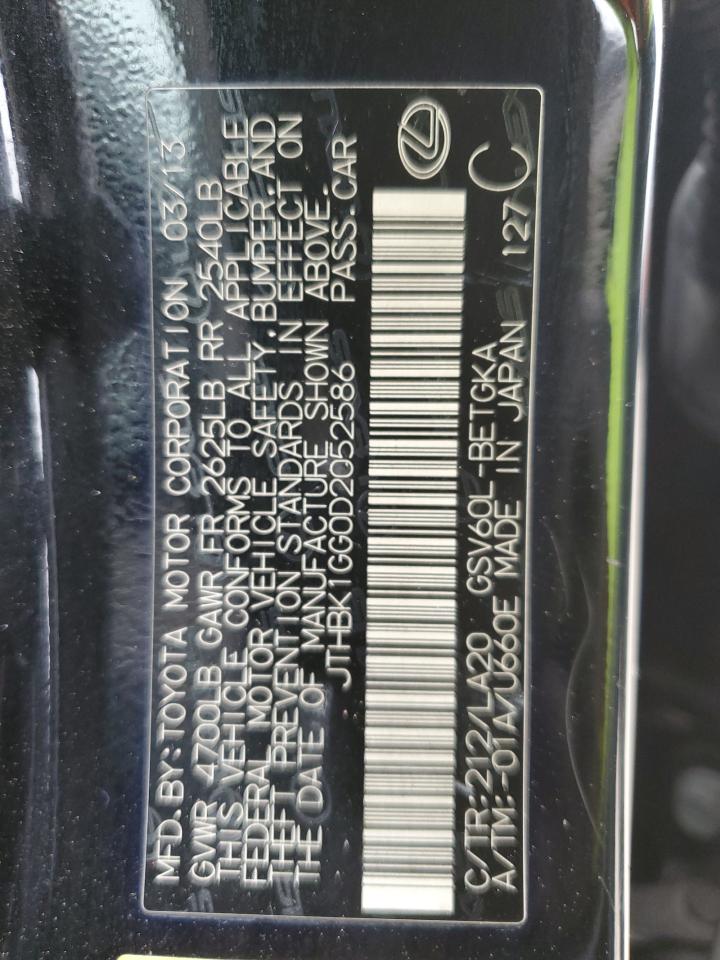 MFD.BY:TOYOTA MOTOR CORPORATION 03/13
GVWR 4700LB GAWR FR 2625LB RR 2540LB
THIS VEHICLE CONFORMS TO ALL APPLICABLE
FEDERAL MOTOR VEHICLE SAFETY,BUMPER,AND
THEFT PREVENTION STANDARDS IN EFFECT ON
THE DATE OF MANUFACTURE SHOWN ABOVE.
JTHBK1GG0D2052586 PASS.CAR
C/TR:212/LA20 GSV60L-BETGKA
A/TM:-01A/U660E MADE IN JAPAN 127 C